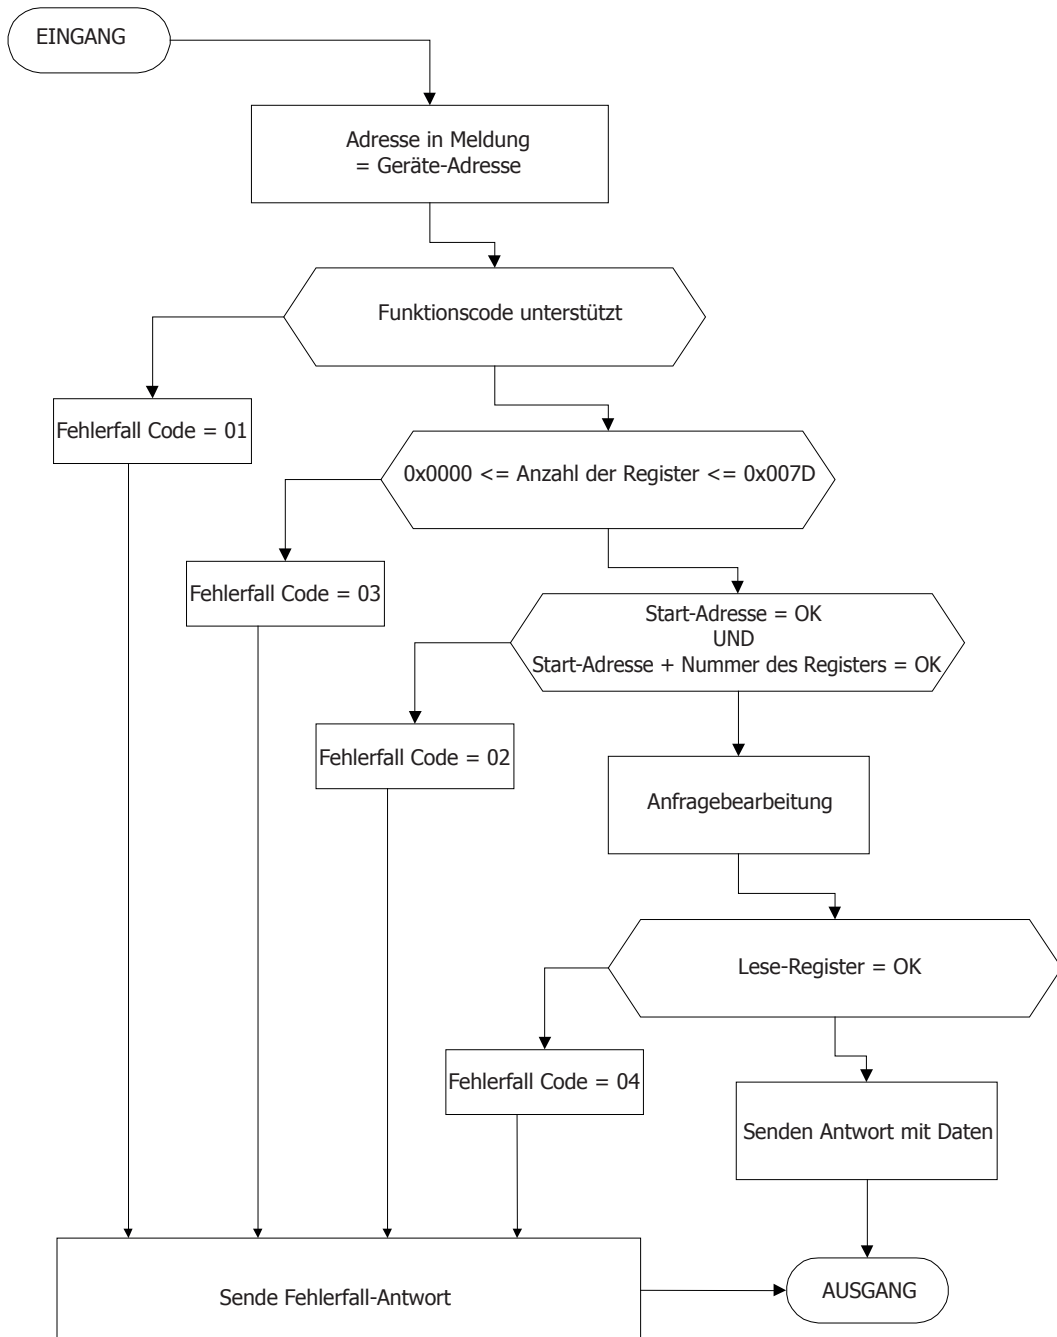 EINGANG
Adresse in Meldung
= Geräte-Adresse
Funktionscode unterstützt
Fehlerfall Code = 01
0x0000 <= Anzahl der Register <= 0x007D
Fehlerfall Code = 03
Start-Adresse = OK
UND
Start-Adresse + Nummer des Registers = OK
Fehlerfall Code = 02
Anfragebearbeitung
Lese-Register = OK
Fehlerfall Code = 04
Senden Antwort mit Daten
Sende Fehlerfall-Antwort
AUSGANG